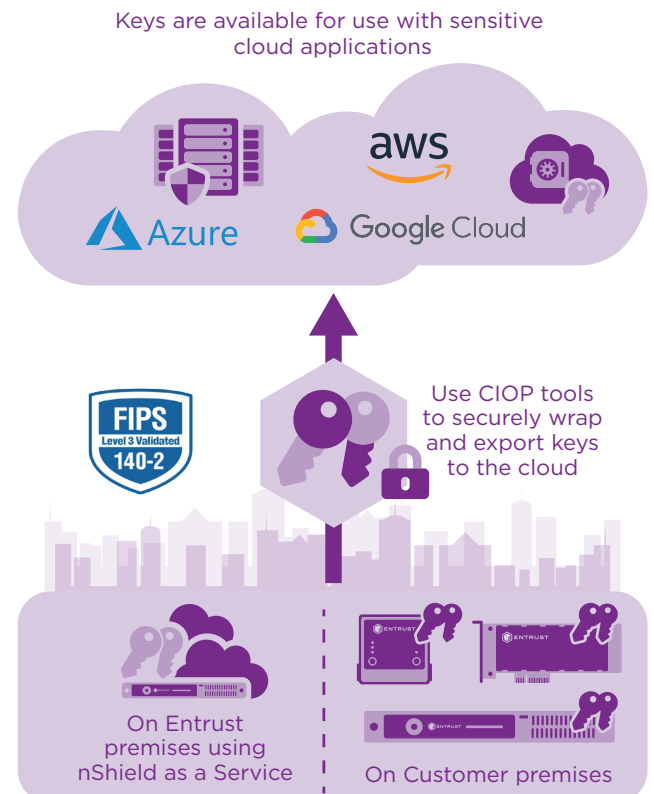 Keys are available for use with sensitive
cloud applications
aws
Azure
Google Cloud
FIPS
Level 3 Validated
140-2
Use CIOP tools
to securely wrap
and export keys
to the cloud
ENTRUST
ENTRUST
ENTRUST
ENTRUST
On Entrust
premises using
nShield as a Service
On Customer premises